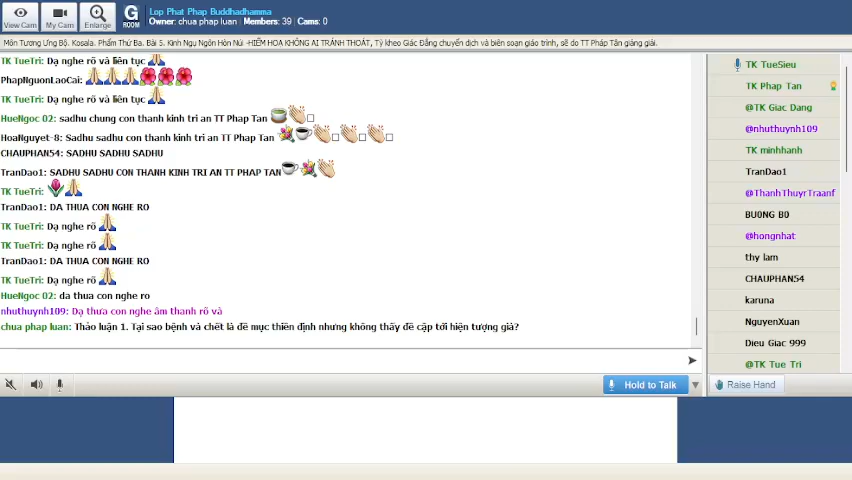 View Cam
My Cam
Enlarge
G
ROOM
Lop Phat Phap Buddhadhamma
Owner: chua phap luan | Members: 39 | Cams: 0
Môn Tương Ưng Bộ. Kosala. Phẩm Thứ Ba. Bài 5. Kinh Ngụ Ngôn Hòn Núi -HIỂM HOẠ KHÔNG AI TRÁNH THOÁT, Tỳ kheo Giác Đẳng chuyển dịch và biên soạn giáo trình, sẽ do TT Pháp Tấn giảng giải.
TK TueTri: Dạ nghe rõ và liên tục
PhapNguonLaoCai:
TK TueTri: Dạ nghe rõ và liên tục
HueNgoc 02: sadhu chung con thanh kinh tri an TT Phap Tan
HoaNguyet-8: Sadhu sadhu con thanh kinh tri an TT Phap Tan
CHAUPHAN54: SADHU SADHU SADHU
TranDao1: SADHU SADHU CON THANH KINH TRI AN TT PHAP TAN
TK TueTri:
TranDao1: DA THUA CON NGHE RO
TK TueTri: Dạ nghe rõ
TK TueTri: Dạ nghe rõ
TranDao1: DA THUA CON NGHE RO
TK TueTri: Dạ nghe rõ
HueNgoc 02: da thua con nghe ro
nhuthuynh109: Dạ thưa con nghe âm thanh rõ và
chua phap luan: Thảo luận 1. Tại sao bệnh và chết là đề mục thiền định nhưng không thấy đề cập tới hiện tượng già?
Hold to Talk
TK TueSieu
TK Phap Tan
@TK Giac Dang
@nhuthuynh109
TK minhhanh
TranDao1
@ThanhThuyrTraanf
BUONG BO
@hongnhat
thy lam
CHAUPHAN54
karuna
NguyenXuan
Dieu Giac 999
@TK Tue Tri
Raise Hand